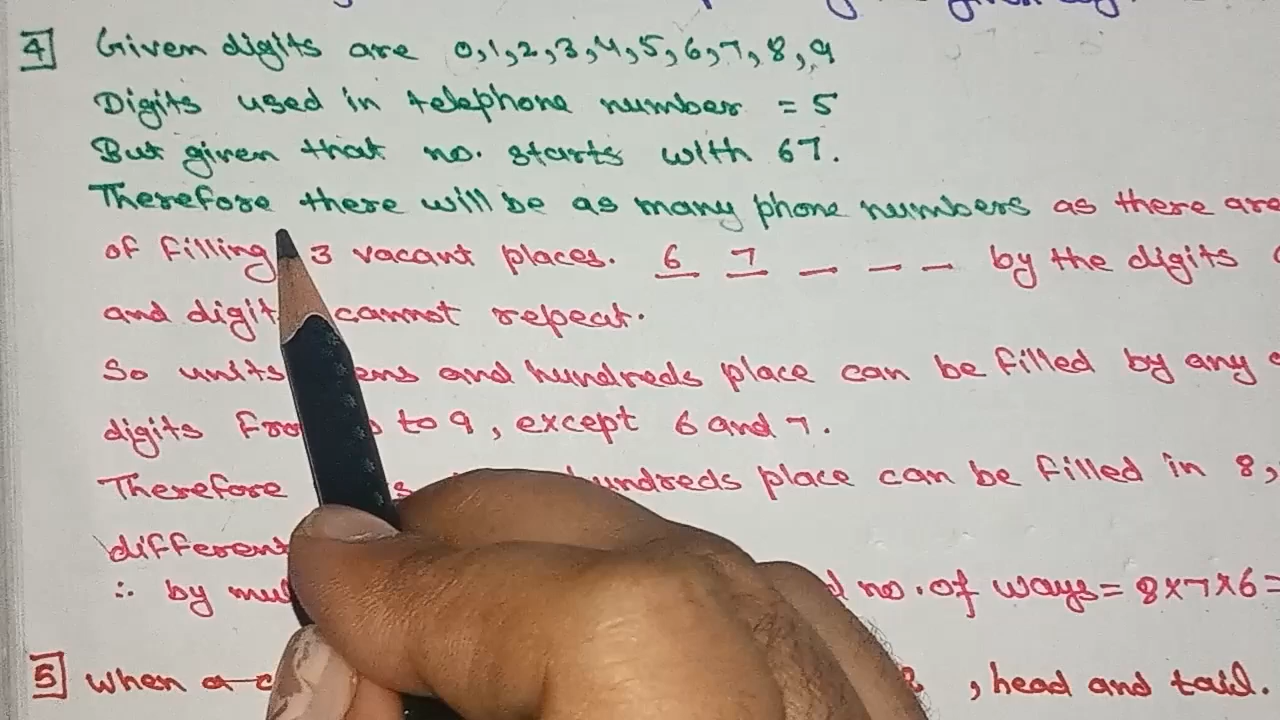 4 Given digits are 0,1,2,3,4,5,6,7,8,9
Digits used in telephone number = 5
But given that no. starts with 67.
Therefore there will be as many phone numbers as there are
of filling 3 vacant places. 6 7 _ _ _ by the digits
and digit cannot repeat.
So units and hundreds place can be filled by any
digits to 9, except 6 and 7.
Therefore hundreds place can be filled in 8,
different
∴ by no. of ways = 8×7×6=
5 When a , head and tail.